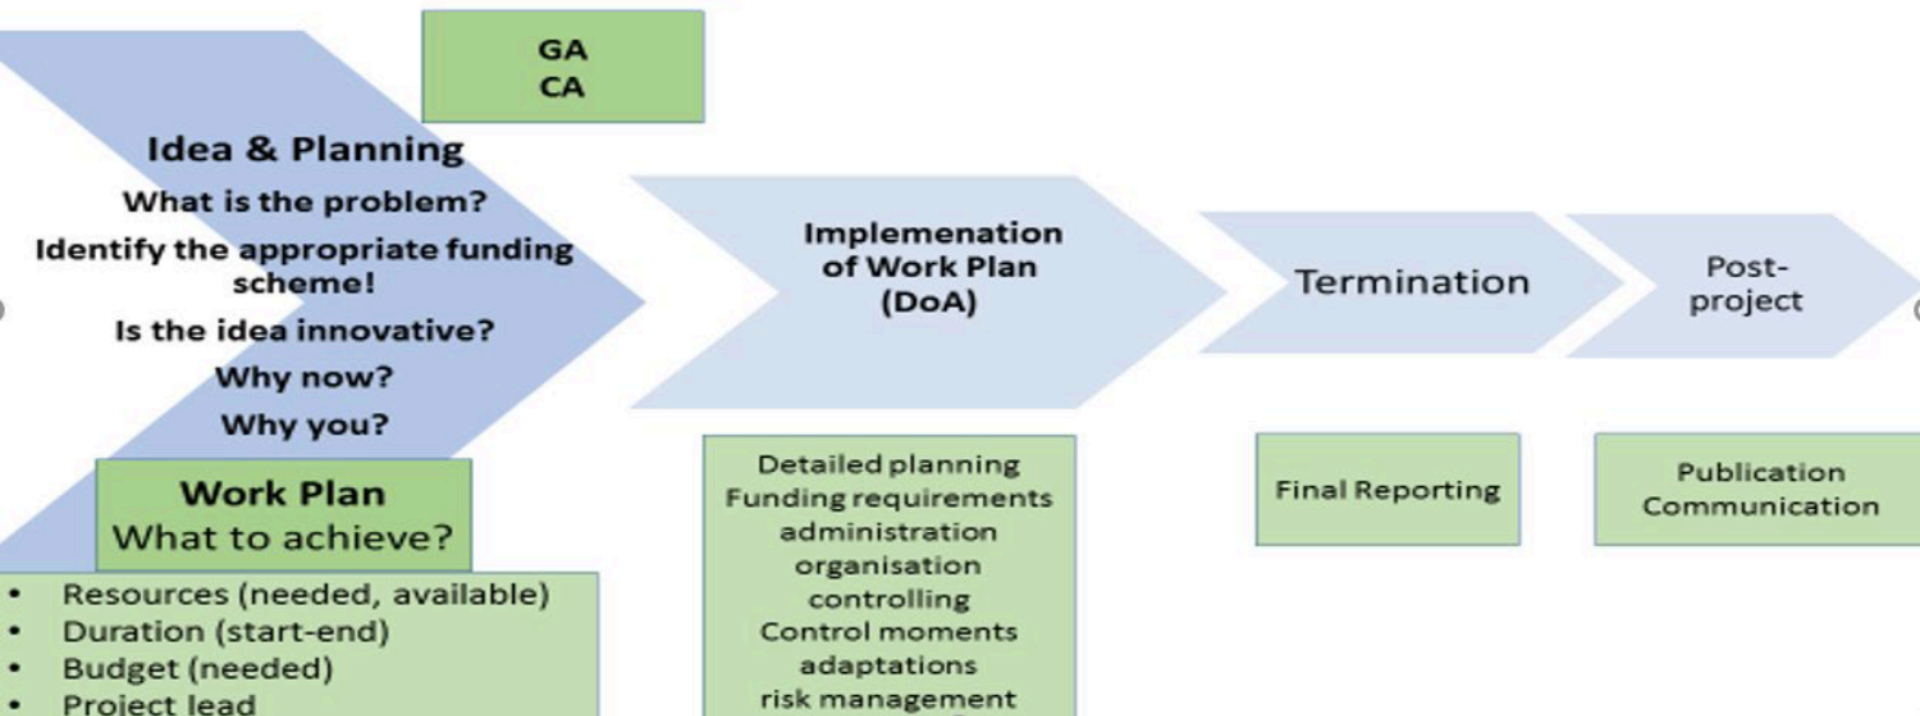 GA
CA
Idea & Planning
What is the problem?
Identify the appropriate funding
scheme!
Is the idea innovative?
Why now?
Why you?
Work Plan
What to achieve?
• Resources (needed, available)
• Duration (start-end)
• Budget (needed)
• Project lead
Implemenation
of Work Plan
(DoA)
Detailed planning
Funding requirements
administration
organisation
controlling
Control moments
adaptations
risk management
Termination
Final Reporting
Post-
project
Publication
Communication